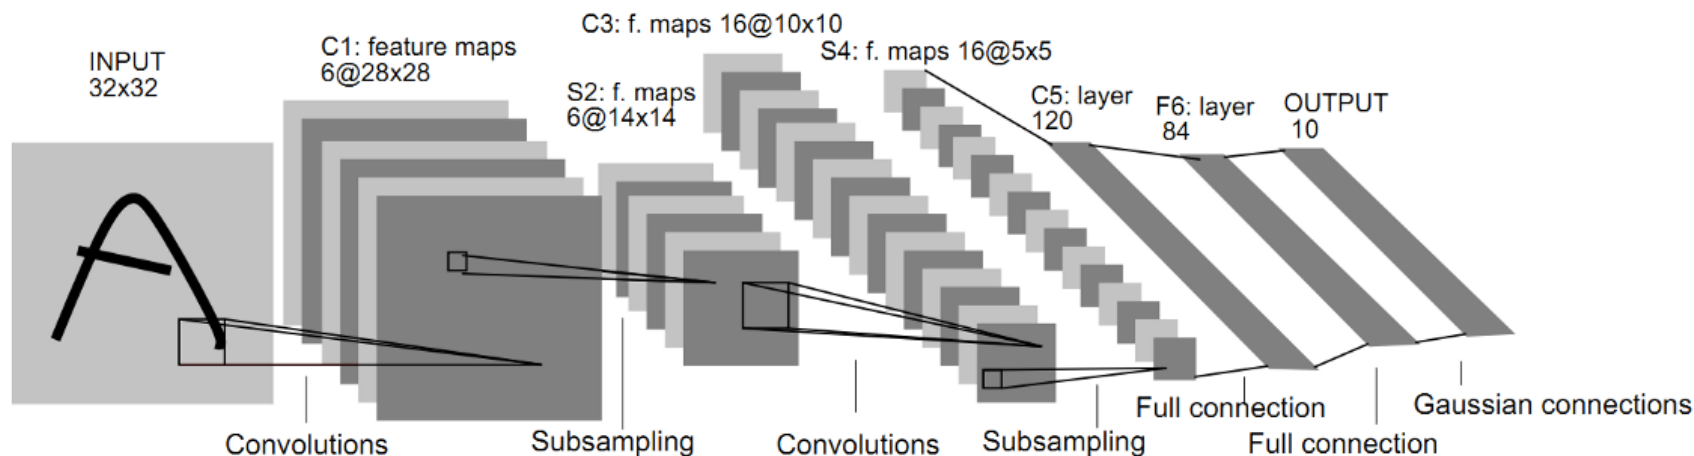 INPUT
32x32
C1: feature maps
6@28x28
S2: f. maps
6@14x14
C3: f. maps 16@10x10
S4: f. maps 16@5x5
C5: layer
120
F6: layer
84
OUTPUT
10
Convolutions
Subsampling
Convolutions
Subsampling
Full connection
Full connection
Gaussian connections